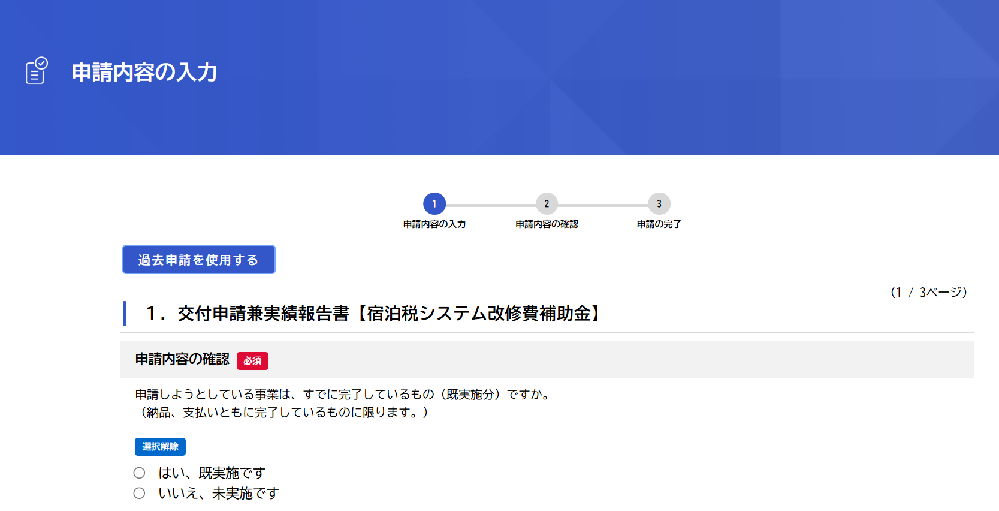 申請内容の入力
1
2
3
申請内容の入力
申請内容の確認
申請の完了
過去申請を使用する
(1 / 3ページ)
１．交付申請兼実績報告書【宿泊税システム改修費補助金】
申請内容の確認 必須
申請しようとしている事業は、すでに完了しているもの（既実施分）ですか。
（納品、支払いともに完了しているものに限ります。）
選択解除
はい、既実施です
いいえ、未実施です